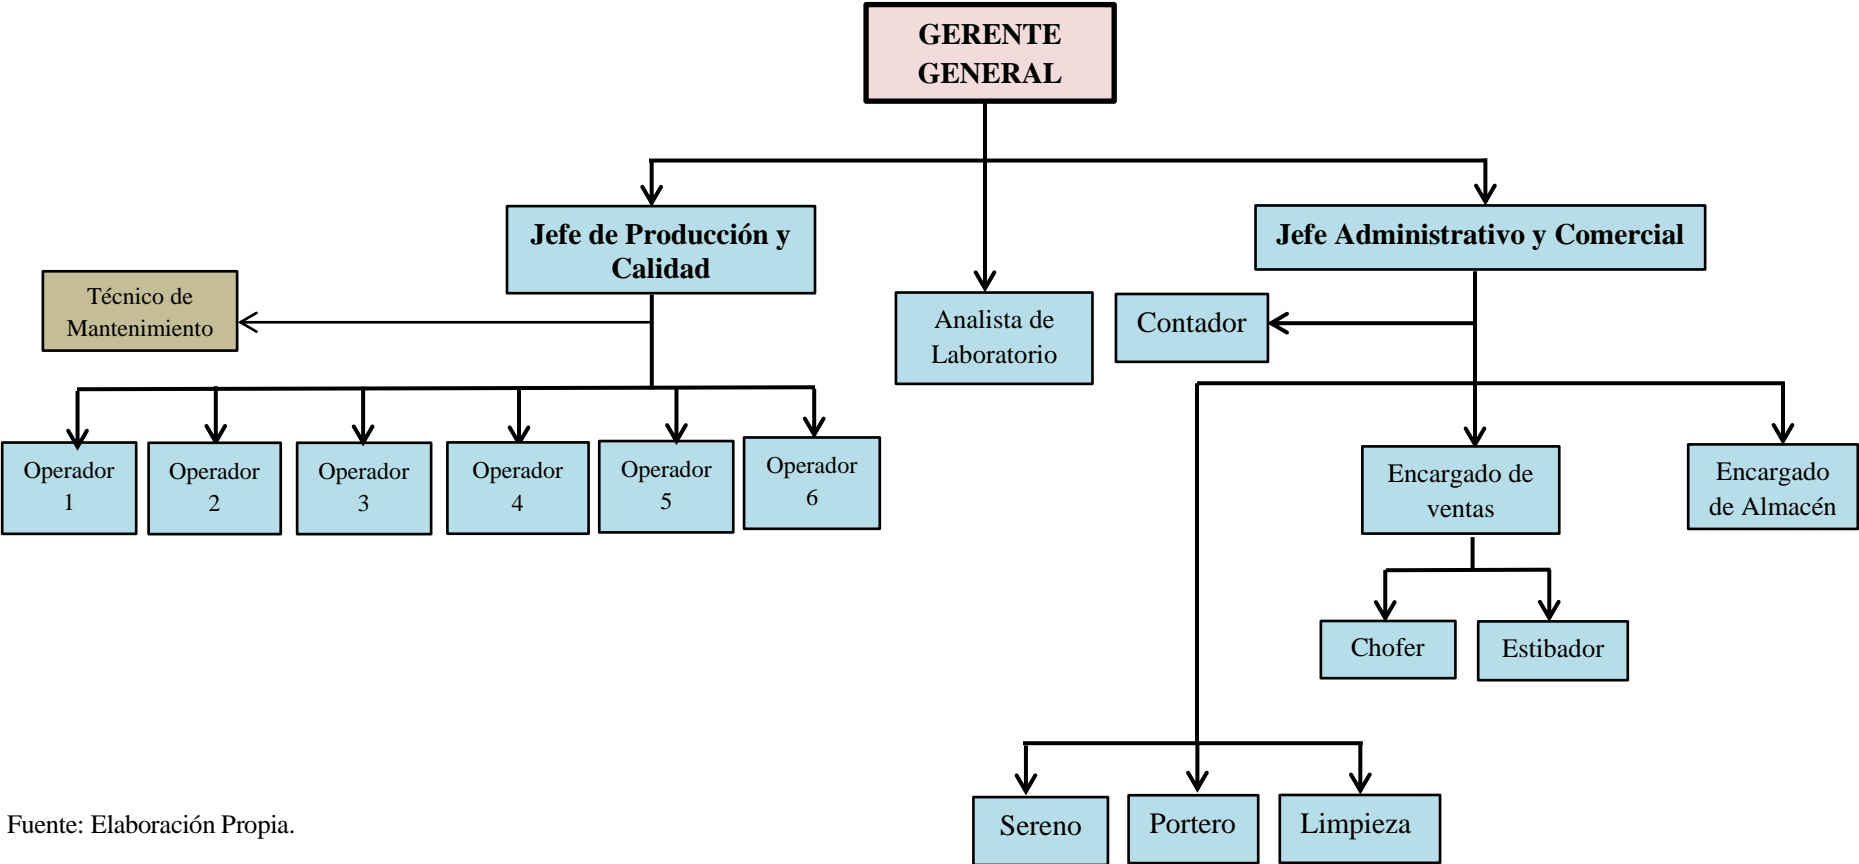 GERENTE
GENERAL
Jefe de Producción y
Calidad
Jefe Administrativo y Comercial
Técnico de
Mantenimiento
Analista de
Laboratorio
Contador
Operador
1
Operador
2
Operador
3
Operador
4
Operador
5
Operador
6
Encargado de
ventas
Encargado
de Almacén
Chofer
Estibador
Sereno
Portero
Limpieza
Fuente: Elaboración Propia.